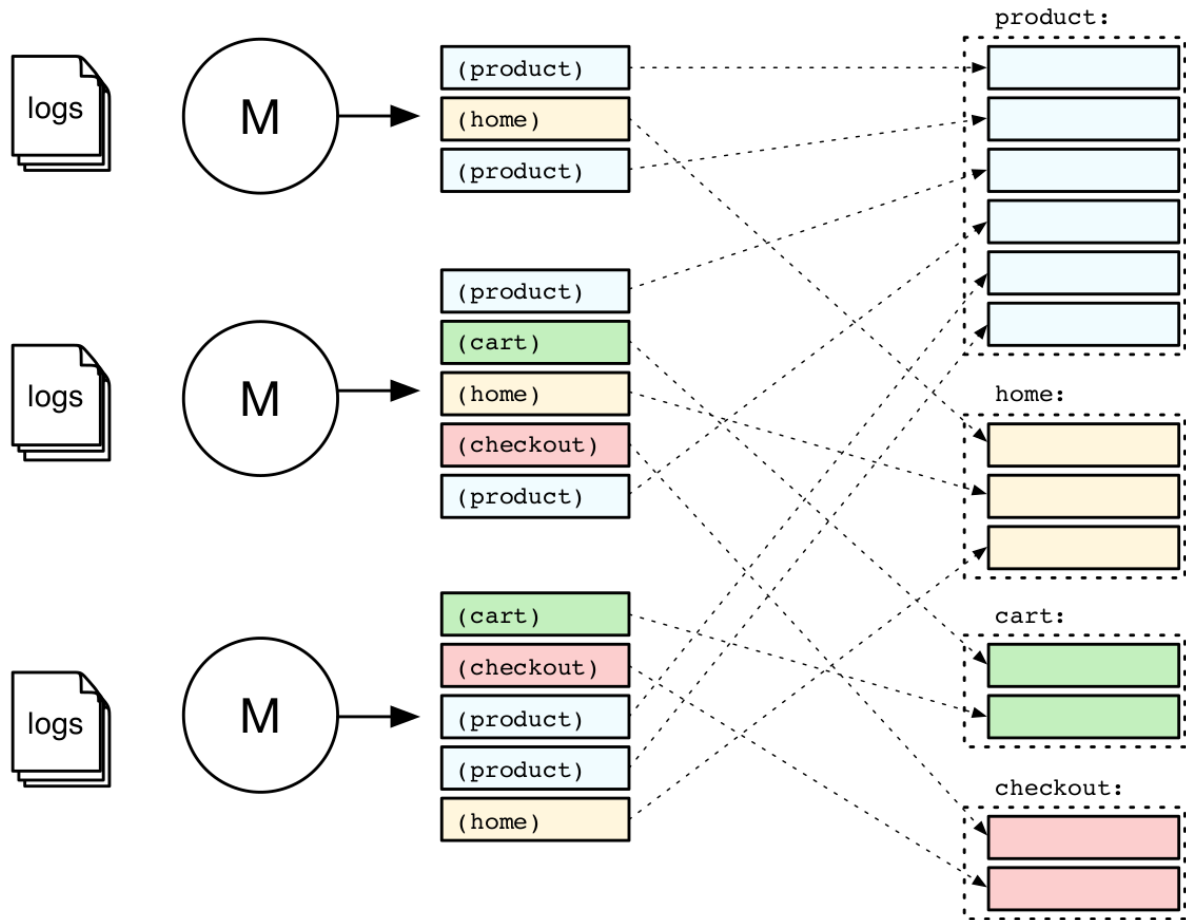 product:
logs
M
(product)
(home)
(product)
logs
M
(product)
(cart)
(home)
(checkout)
(product)
home:
logs
M
(cart)
(checkout)
(product)
(product)
(home)
cart:
checkout: